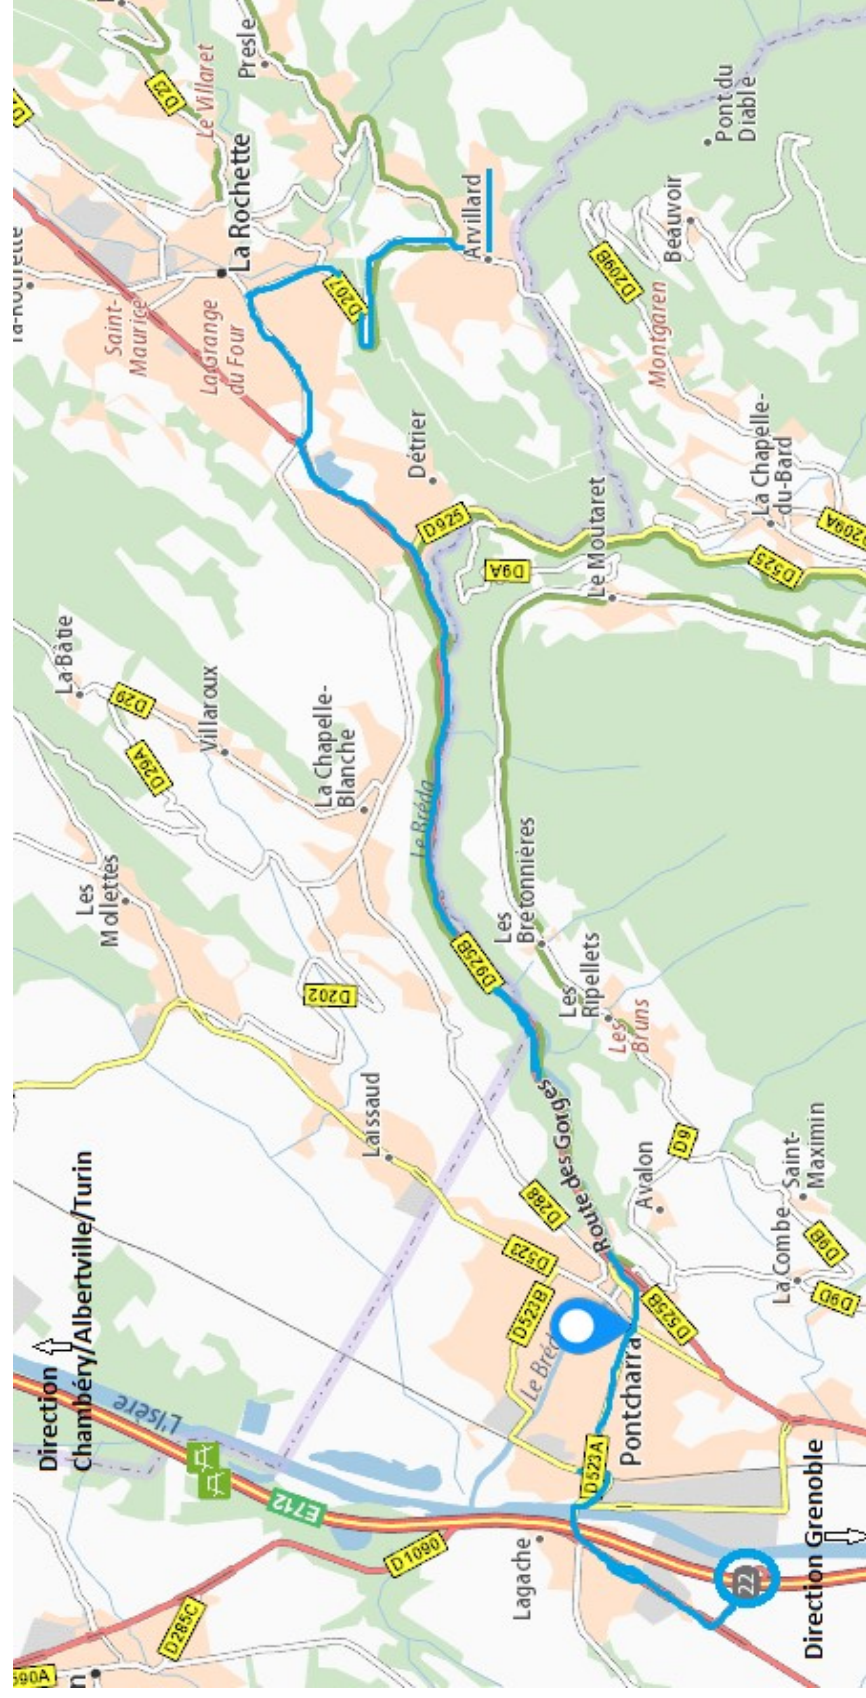 D23
Le Villaret
Presle
La Rochette
Saint-
Maurice
La Grange
du Four
D207
Arvillard
Pont du
Diable
Beauvoir
D209B
Montgaren
Détrier
D925
D9A
Le Moutaret
La Chapelle-
du-Bard
D209A
D525
La Bâtie
D29
Villaroux
D29A
La Chapelle-
Blanche
Le Bréda
Les
Mollettes
D202
D925B
Les
Bretonnières
Les
Ripellets
Les
Bruns
Laissaud
Route des Gorges
D288
D523
D523B
Avalon
D9
Saint-
Maximin
La Combe
D9B
D9D
D525B
Le Bréda
Pontcharra
D523A
Direction
Chambéry/Albertville/Turin
L'Isère
E712
D1090
Lagache
D285C
590A
22
Direction Grenoble